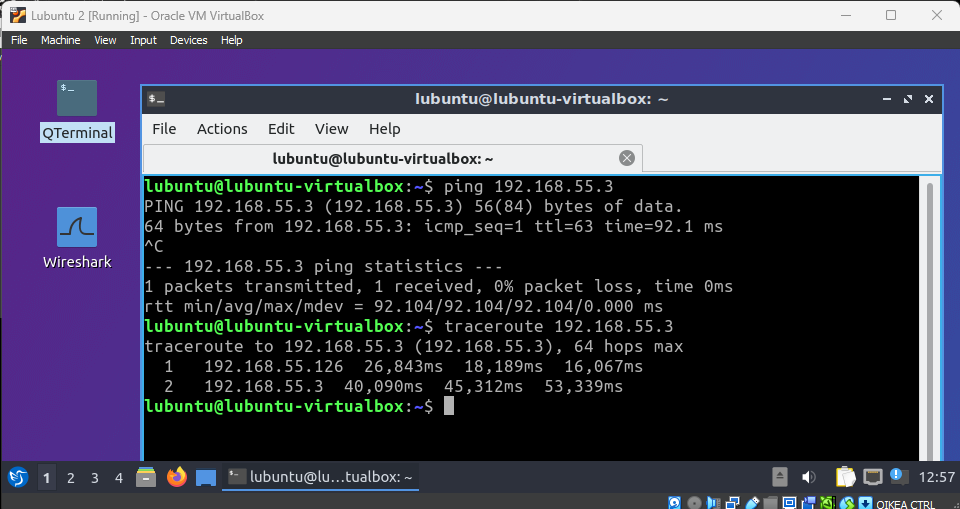 Lubuntu 2 [Running] - Oracle VM VirtualBox
File Machine View Input Devices Help
QTerminal
Wireshark
lubuntu@lubuntu-virtualbox: ~
File Actions Edit View Help
lubuntu@lubuntu-virtualbox: ~
lubuntu@lubuntu-virtualbox:~$ ping 192.168.55.3
PING 192.168.55.3 (192.168.55.3) 56(84) bytes of data.
64 bytes from 192.168.55.3: icmp_seq=1 ttl=63 time=92.1 ms
^C
--- 192.168.55.3 ping statistics ---
1 packets transmitted, 1 received, 0% packet loss, time 0ms
rtt min/avg/max/mdev = 92.104/92.104/92.104/0.000 ms
lubuntu@lubuntu-virtualbox:~$ traceroute 192.168.55.3
traceroute to 192.168.55.3 (192.168.55.3), 64 hops max
1 192.168.55.126 26,843ms 18,189ms 16,067ms
2 192.168.55.3 40,090ms 45,312ms 53,339ms
lubuntu@lubuntu-virtualbox:~$
1 2 3 4 lubuntu@lu…tualbox: ~ 12:57
OIKEA CTRL